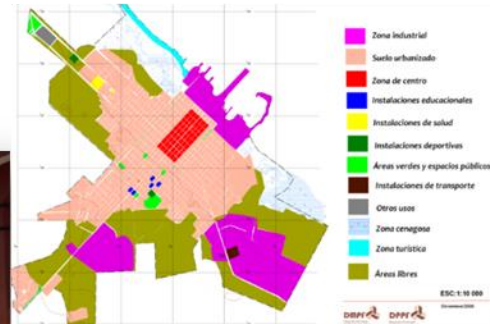 Zona industrial
Suelo urbanizado
Zona de centro
Instalaciones educacionales
Instalaciones de salud
Instalaciones deportivas
Áreas verdes y espacios públicos
Instalaciones de transporte
Otros usos
Zona cenagosa
Zona turística
Áreas libres
ESC: 1: 10 000
DMPF
DPPF